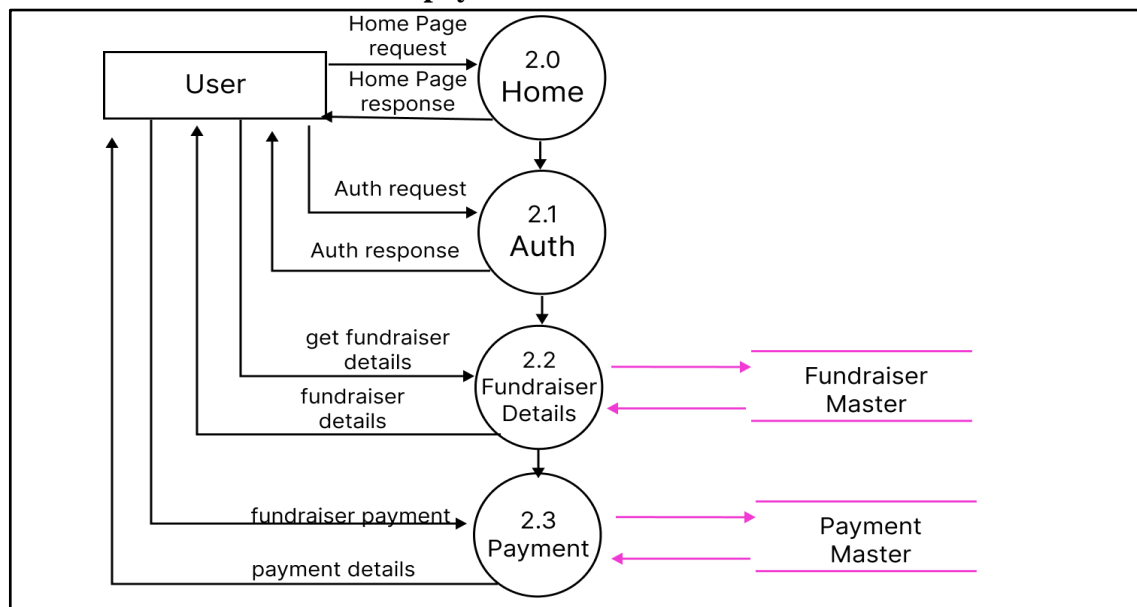 Home Page
request
User
Home Page
response
2.0
Home
Auth request
2.1
Auth
Auth response
get fundraiser
details
2.2
Fundraiser
Details
fundraiser
details
Fundraiser
Master
fundraiser payment
2.3
Payment
payment details
Payment
Master